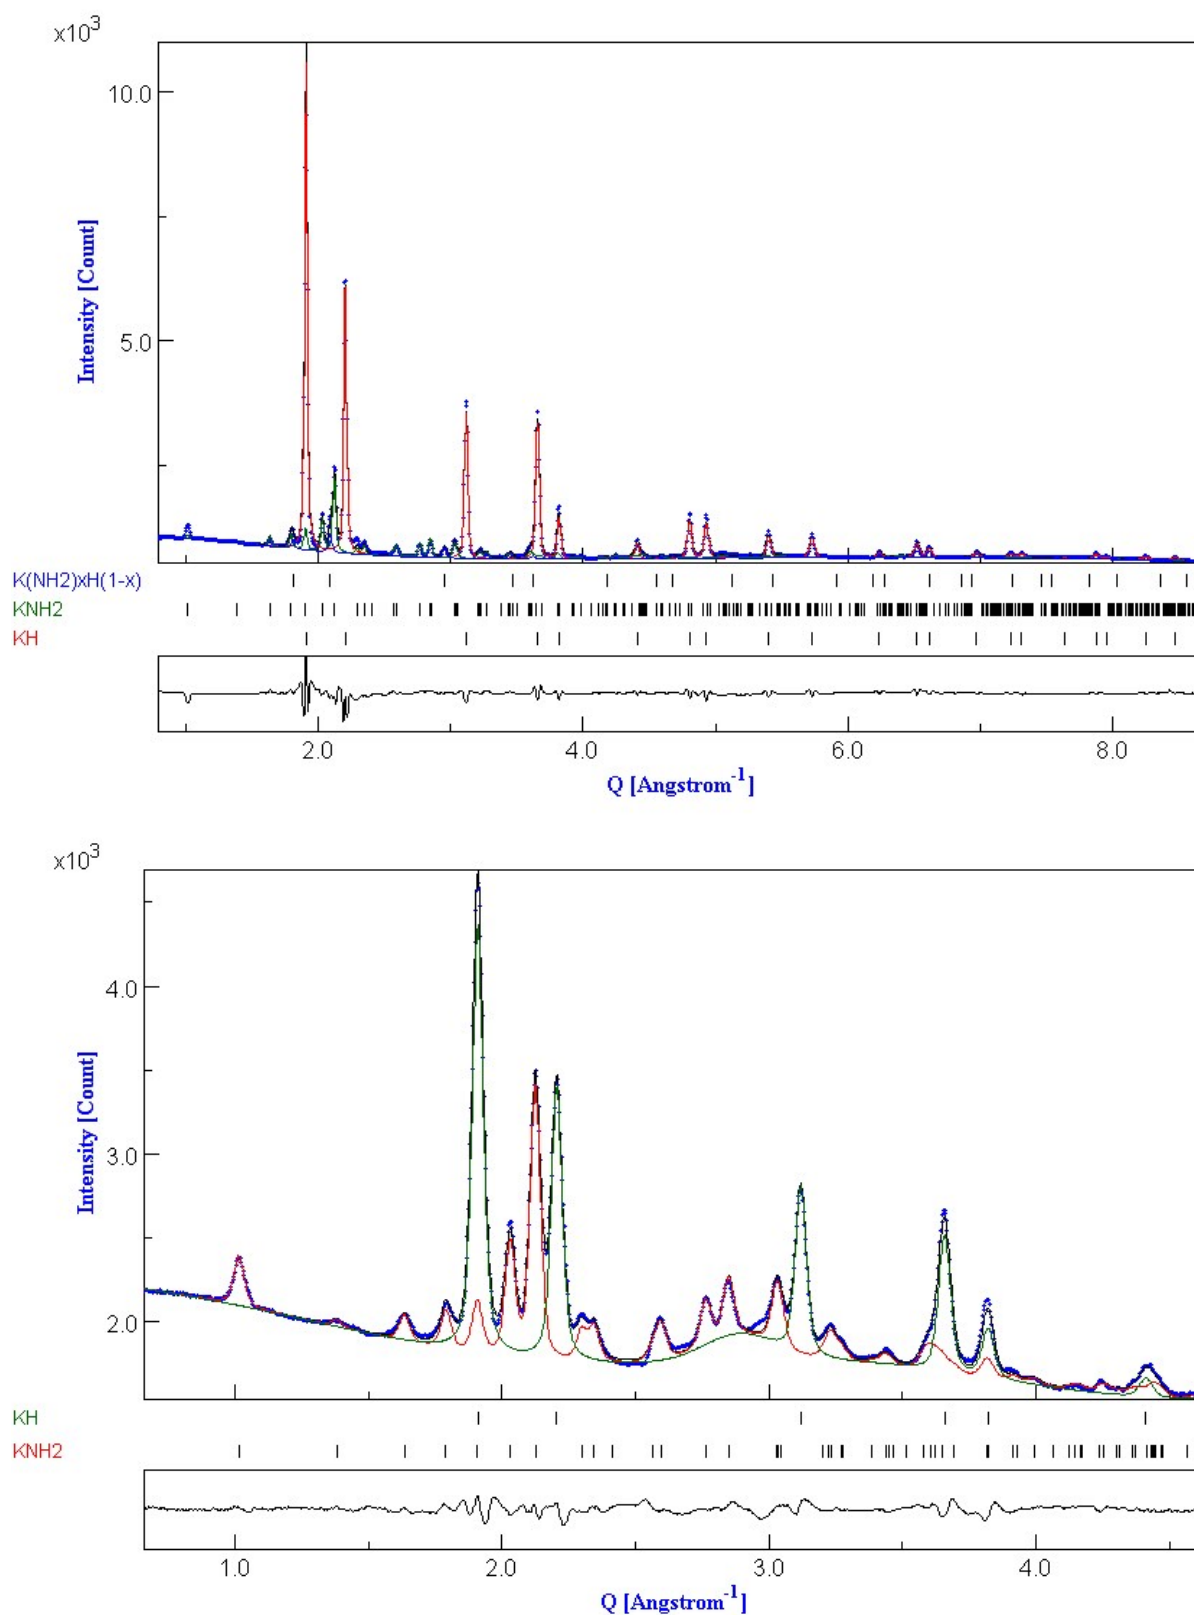 x10³
10.0
5.0
Intensity [Count]
K(NH2)xH(1-x)
KNH2
KH
2.0 4.0 6.0 8.0
Q [Angstrom⁻¹]
x10³
4.0
3.0
2.0
Intensity [Count]
KH
KNH2
1.0 2.0 3.0 4.0
Q [Angstrom⁻¹]